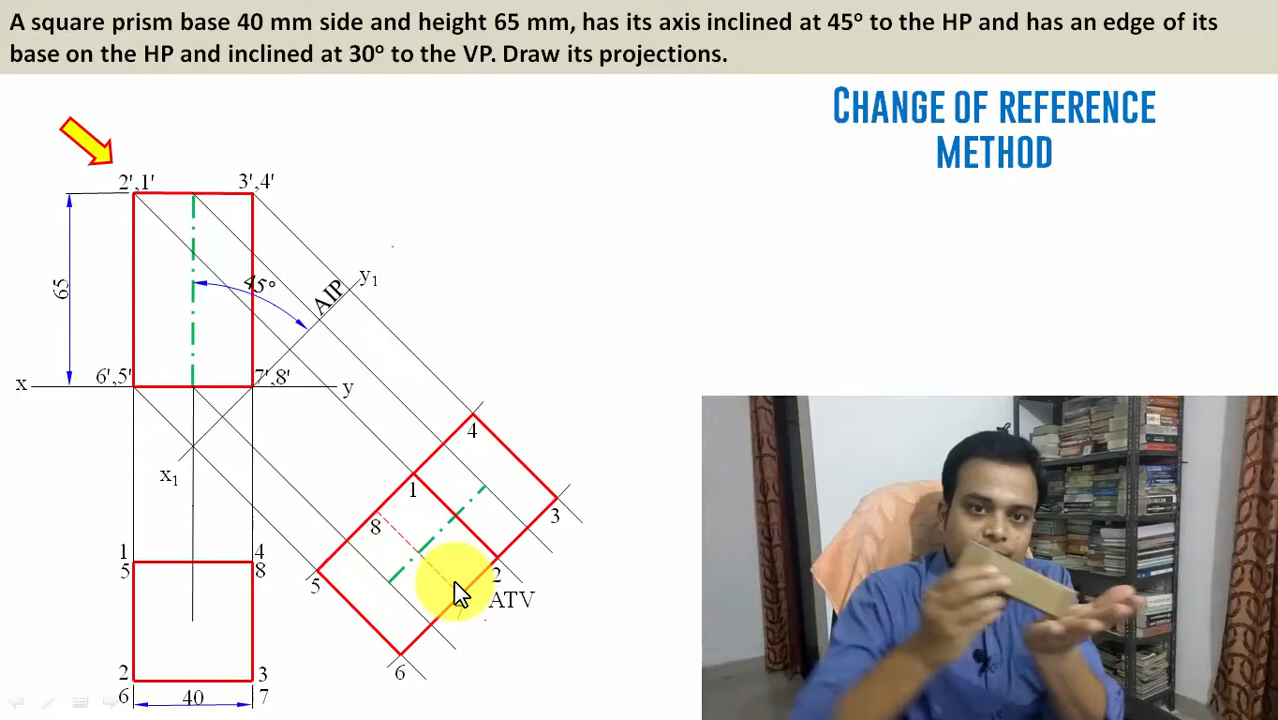 A square prism base 40 mm side and height 65 mm, has its axis inclined at 45° to the HP and has an edge of its
base on the HP and inclined at 30° to the VP. Draw its projections.
CHANGE OF REFERENCE
METHOD
2',1'
3',4'
65
45°
AIP
y1
x
6',5'
7',8'
y
x1
4
1
3
8
5
2
ATV
6
1
5
4
8
2
6
40
3
7